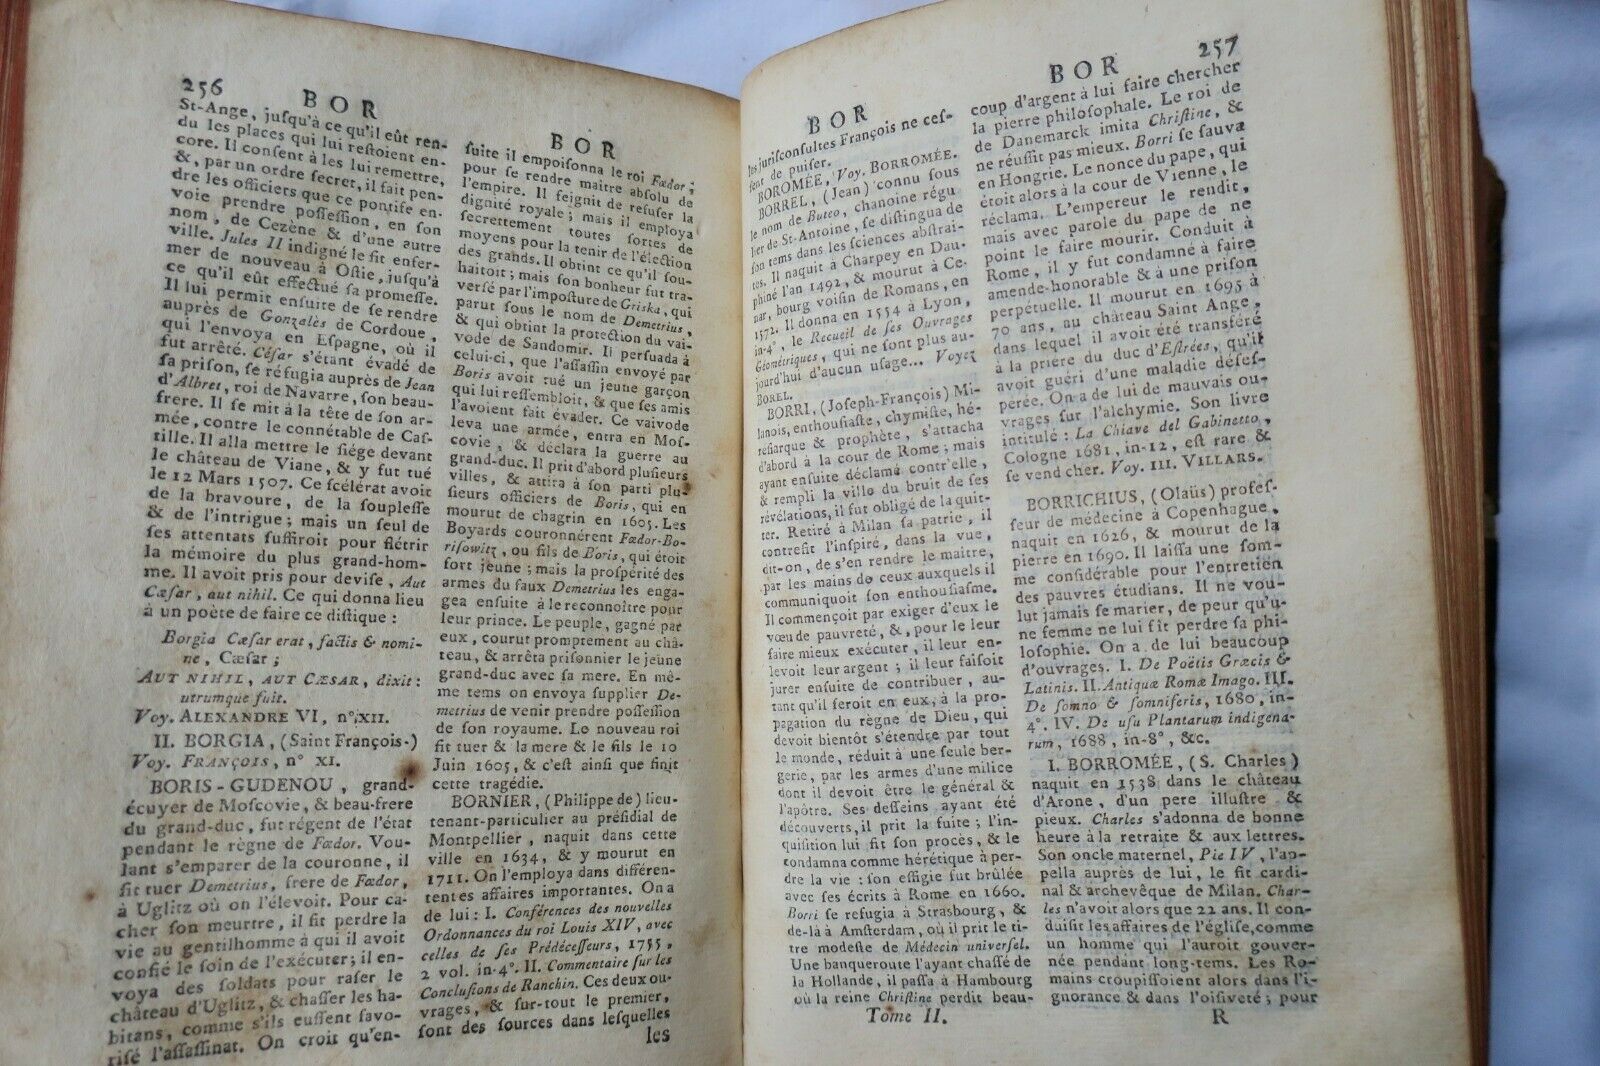 256
BOR
St-Ange, juſqu'à ce qu'il eût ren-
du les places qui lui reſtoient en-
core. Il conſent à les lui remettre,
&, par un ordre ſecret, il fait pen-
dre les officiers que ce pontife en-
voie prendre poſſeſſion, en ſon
nom, de Cezène & d'une autre
ville. Jules II indigné le fit enfer-
mer de nouveau à Oſtie, juſqu'à
ce qu'il eût effectué ſa promeſſe.
Il lui permit enſuite de ſe rendre
auprès de Gonzalès de Cordoue,
qui l'envoya en Eſpagne, où il
fut arrêté. Céſar s'étant évadé de
ſa priſon, ſe réfugia auprès de Jean
d'Albret, roi de Navarre, ſon beau-
frere. Il ſe mit à la tête de ſon ar-
mée, contre le connétable de Caſ-
tille. Il alla mettre le ſiége devant
le château de Viane, & y fut tué
le 12 Mars 1507. Ce ſcélérat avoit
de la bravoure, de la ſoupleſſe
& de l'intrigue; mais un ſeul de
ſes attentats ſuffiroit pour flétrir
la mémoire du plus grand-hom-
me. Il avoit pris pour deviſe, Aut
Cæſar, aut nihil. Ce qui donna lieu
à un poète de faire ce diſtique :
Borgia Cæſar erat, factis & nomi-
ne, Cæſar;
AUT NIHIL, AUT CÆSAR, dixit:
utrumque fuit.
Voy. ALEXANDRE VI, n°. XII.
II. BORGIA, (Saint François-)
Voy. FRANÇOIS, n° XI.
BORIS-GUDENOU, grand-
écuyer de Moſcovie, & beau-frere
du grand-duc, fut régent de l'état
pendant le règne de Fœdor. Vou-
lant s'emparer de la couronne, il
fit tuer Demetrius, frere de Fœdor,
à Uglitz où on l'élevoit. Pour ca-
cher ſon meurtre, il fit perdre la
vie au gentilhomme à qui il avoit
confié le ſoin de l'exécuter; il en-
voya des ſoldats pour raſer le
château d'Uglitz, & chaſſer les ha-
bitans, comme s'ils euſſent favo-
riſé l'aſſaſſinat. On croit qu'en-
BOR
ſuite il empoiſonna le roi Fœdor;
pour ſe rendre maitre abſolu de
l'empire. Il feignit de refuſer la
dignité royale; mais il employa
ſecrettement toutes ſortes de
moyens pour la tenir de l'élection
des grands. Il obtint ce qu'il ſou-
haitoit; mais ſon bonheur fut tra-
verſé par l'impoſture de Griska, qui
parut ſous le nom de Demetrius,
& qui obtint la protection du vai-
vode de Sandomir. Il perſuada à
celui-ci, que l'aſſaſſin envoyé par
Boris avoit tué un jeune garçon
qui lui reſſembloit, & que ſes amis
l'avoient fait évader. Ce vaivode
leva une armée, entra en Moſ-
covie, & déclara la guerre au
grand-duc. Il prit d'abord pluſieurs
villes, & attira à ſon parti plu-
ſieurs officiers de Boris, qui en
mourut de chagrin en 1605. Les
Boyards couronnérent Fœdor-Bo-
riſowitz, ou fils de Boris, qui étoit
fort jeune; mais la proſpérité des
armes du faux Demetrius les enga-
gea enſuite à le reconnoître pour
leur prince. Le peuple, gagné par
eux, courut promptement au châ-
teau, & arrêta priſonnier le jeune
grand-duc avec ſa mere. En mê-
me tems on envoya ſupplier De-
metrius de venir prendre poſſeſſion
de ſon royaume. Le nouveau roi
fit tuer & la mere & le fils le 10
Juin 1605, & c'eſt ainſi que finit
cette tragédie.
BORNIER, (Philippe de) lieu-
tenant-particulier au préſidial de
Montpellier, naquit dans cette
ville en 1634, & y mourut en
1711. On l'employa dans différen-
tentes affaires importantes. On a
de lui : I. Conférences des nouvelles
Ordonnances du roi Louis XIV, avec
celles de ſes Prédéceſſeurs, 1755,
2 vol. in-4°. II. Commentaire ſur les
Concluſions de Ranchin. Ces deux ou-
vrages, & ſur-tout le premier,
ſont des ſources dans leſquelles
les
BOR
les juriſconſultes François ne ceſ-
ſent de puiſer.
BOROMÉE, Voy. BORROMÉE.
BORREL, (Jean) connu ſous
le nom de Buteo, chanoine régu
lier de St-Antoine, ſe diſtingua de
ſon tems dans les ſciences abſtrai-
tes. Il naquit à Charpey en Dau-
phiné l'an 1492, & mourut à Ce-
nar, bourg voiſin de Romans, en
1572. Il donna en 1554 à Lyon,
in-4°, le Recueil de ſes Ouvrages
Géométriques, qui ne ſont plus au-
jourd'hui d'aucun uſage... Voyez
BOREL.
BORRI, (Joſeph-François) Mi-
lanois, enthouſiaſte, chymiſte, hé-
réſiarque & prophète, s'attacha
d'abord à la cour de Rome; mais
ayant enſuite déclamé contr'elle,
& rempli la ville du bruit de ſes
révélations, il fut obligé de la quit-
ter. Retiré à Milan ſa patrie, il
contrefit l'inſpiré, dans la vue,
dit-on, de s'en rendre le maitre,
par les mains de ceux auxquels il
communiquoit ſon enthouſiaſme.
Il commençoit par exiger d'eux le
vœu de pauvreté, &, pour le leur
faire mieux exécuter, il leur en-
levoit leur argent; il leur faiſoit
jurer enſuite de contribuer, au-
tant qu'il ſeroit en eux, à la pro-
pagation du règne de Dieu, qui
devoit bientôt s'étendre par tout
le monde, réduit à une ſeule ber-
gerie, par les armes d'une milice
dont il devoit être le général &
l'apôtre. Ses deſſeins ayant été
découverts, il prit la fuite; l'in-
quiſition lui fit ſon procès, & le
condamna comme hérétique à per-
dre la vie : ſon effigie fut brûlée
avec ſes écrits à Rome en 1660.
Borri ſe refugia à Strasbourg, &
de-là à Amſterdam, où il prit le ti-
tre modeſte de Médecin univerſel.
Une banqueroute l'ayant chaſſé de
la Hollande, il paſſa à Hambourg
où la reine Chriſtine perdit beau-
Tome II.
BOR
257
coup d'argent à lui faire chercher
la pierre philoſophale. Le roi de
Danemarck imita Chriſtine, &
ne réuſſit pas mieux. Borri ſe ſauva
en Hongrie. Le nonce du pape, qui
étoit alors à la cour de Vienne, le
réclama. L'empereur le rendit,
mais avec parole du pape de ne
point le faire mourir. Conduit à
Rome, il y fut condamné à faire
amende-honorable & à une priſon
perpétuelle. Il mourut en 1695 à
70 ans, au château Saint Ange,
dans lequel il avoit été transféré
à la prière du duc d'Eſtrées, qu'il
avoit guéri d'une maladie déſeſ-
pérée. On a de lui de mauvais ou-
vrages ſur l'alchymie. Son livre
intitulé : La Chiave del Gabinetto,
Cologne 1681, in-12, eſt rare &
ſe vend cher. Voy. III. VILLARS.
BORRICHIUS, (Olaüs) profeſ-
ſeur de médecine à Copenhague,
naquit en 1626, & mourut de la
pierre en 1690. Il laiſſa une ſom-
me conſidérable pour l'entretien
des pauvres étudians. Il ne vou-
lut jamais ſe marier, de peur qu'u-
ne femme ne lui fît perdre ſa phi-
loſophie. On a de lui beaucoup
d'ouvrages. I. De Poëtis Græcis &
Latinis. II. Antiquæ Romæ Imago. III.
De ſomno & ſomniferis, 1680, in-
4°. IV. De uſu Plantarum indigena-
rum, 1688, in-8°, &c.
I. BORROMÉE, (S. Charles)
naquit en 1538 dans le château
d'Arone, d'un pere illuſtre &
pieux. Charles s'adonna de bonne
heure à la retraite & aux lettres.
Son oncle maternel, Pie IV, l'ap-
pella auprès de lui, le fit cardi-
nal & archevêque de Milan. Char-
les n'avoit alors que 22 ans. Il con-
duiſit les affaires de l'égliſe, comme
un homme qui l'auroit gouver-
née pendant long-tems. Les Ro-
mains croupiſſoient alors dans l'i-
gnorance & dans l'oiſiveté; pour
R